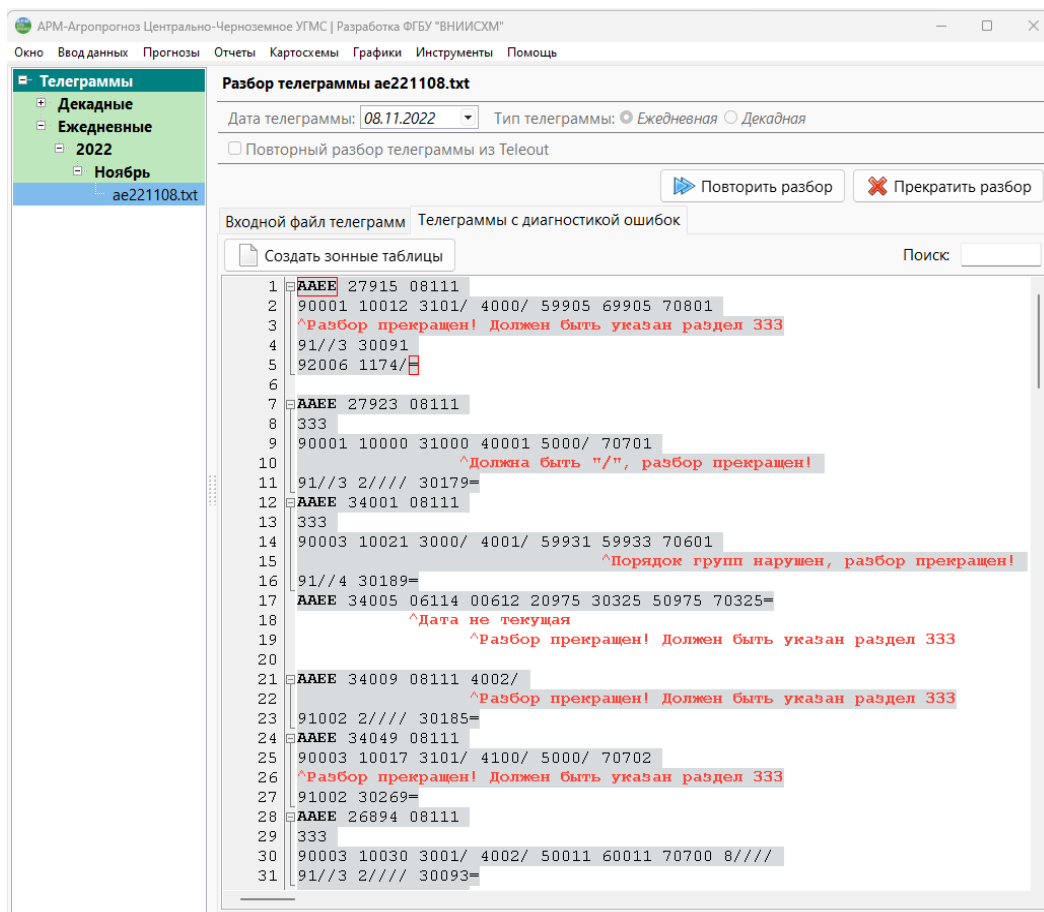 АРМ-Агропрогноз Центрально-Черноземное УГМС | Разработка ФГБУ "ВНИИСХМ"
Окно Ввод данных Прогнозы Отчеты Картосхемы Графики Инструменты Помощь
Телеграммы
Декадные
Ежедневные
2022
Ноябрь
ae221108.txt
Разбор телеграммы ae221108.txt
Дата телеграммы: 08.11.2022 Тип телеграммы: Ежедневная Декадная
Повторный разбор телеграммы из Teleout
Повторить разбор Прекратить разбор
Входной файл телеграмм Телеграммы с диагностикой ошибок
Создать зонные таблицы Поиск:
1 ААЕЕ 27915 08111
2 90001 10012 3101/ 4000/ 59905 69905 70801
3 ^Разбор прекращен! Должен быть указан раздел 333
4 91//3 30091
5 92006 1174/=
6
7 ААЕЕ 27923 08111
8 333
9 90001 10000 31000 40001 5000/ 70701
10 ^Должна быть "/", разбор прекращен!
11 91//3 2//// 30179=
12 ААЕЕ 34001 08111
13 333
14 90003 10021 3000/ 4001/ 59931 59933 70601
15 ^Порядок групп нарушен, разбор прекращен!
16 91//4 30189=
17 ААЕЕ 34005 06114 00612 20975 30325 50975 70325=
18 ^Дата не текущая
19 ^Разбор прекращен! Должен быть указан раздел 333
20
21 ААЕЕ 34009 08111 4002/
22 ^Разбор прекращен! Должен быть указан раздел 333
23 91002 2//// 30185=
24 ААЕЕ 34049 08111
25 90003 10017 3101/ 4100/ 5000/ 70702
26 ^Разбор прекращен! Должен быть указан раздел 333
27 91002 30269=
28 ААЕЕ 26894 08111
29 333
30 90003 10030 3001/ 4002/ 50011 60011 70700 8////
31 91//3 2//// 30093=